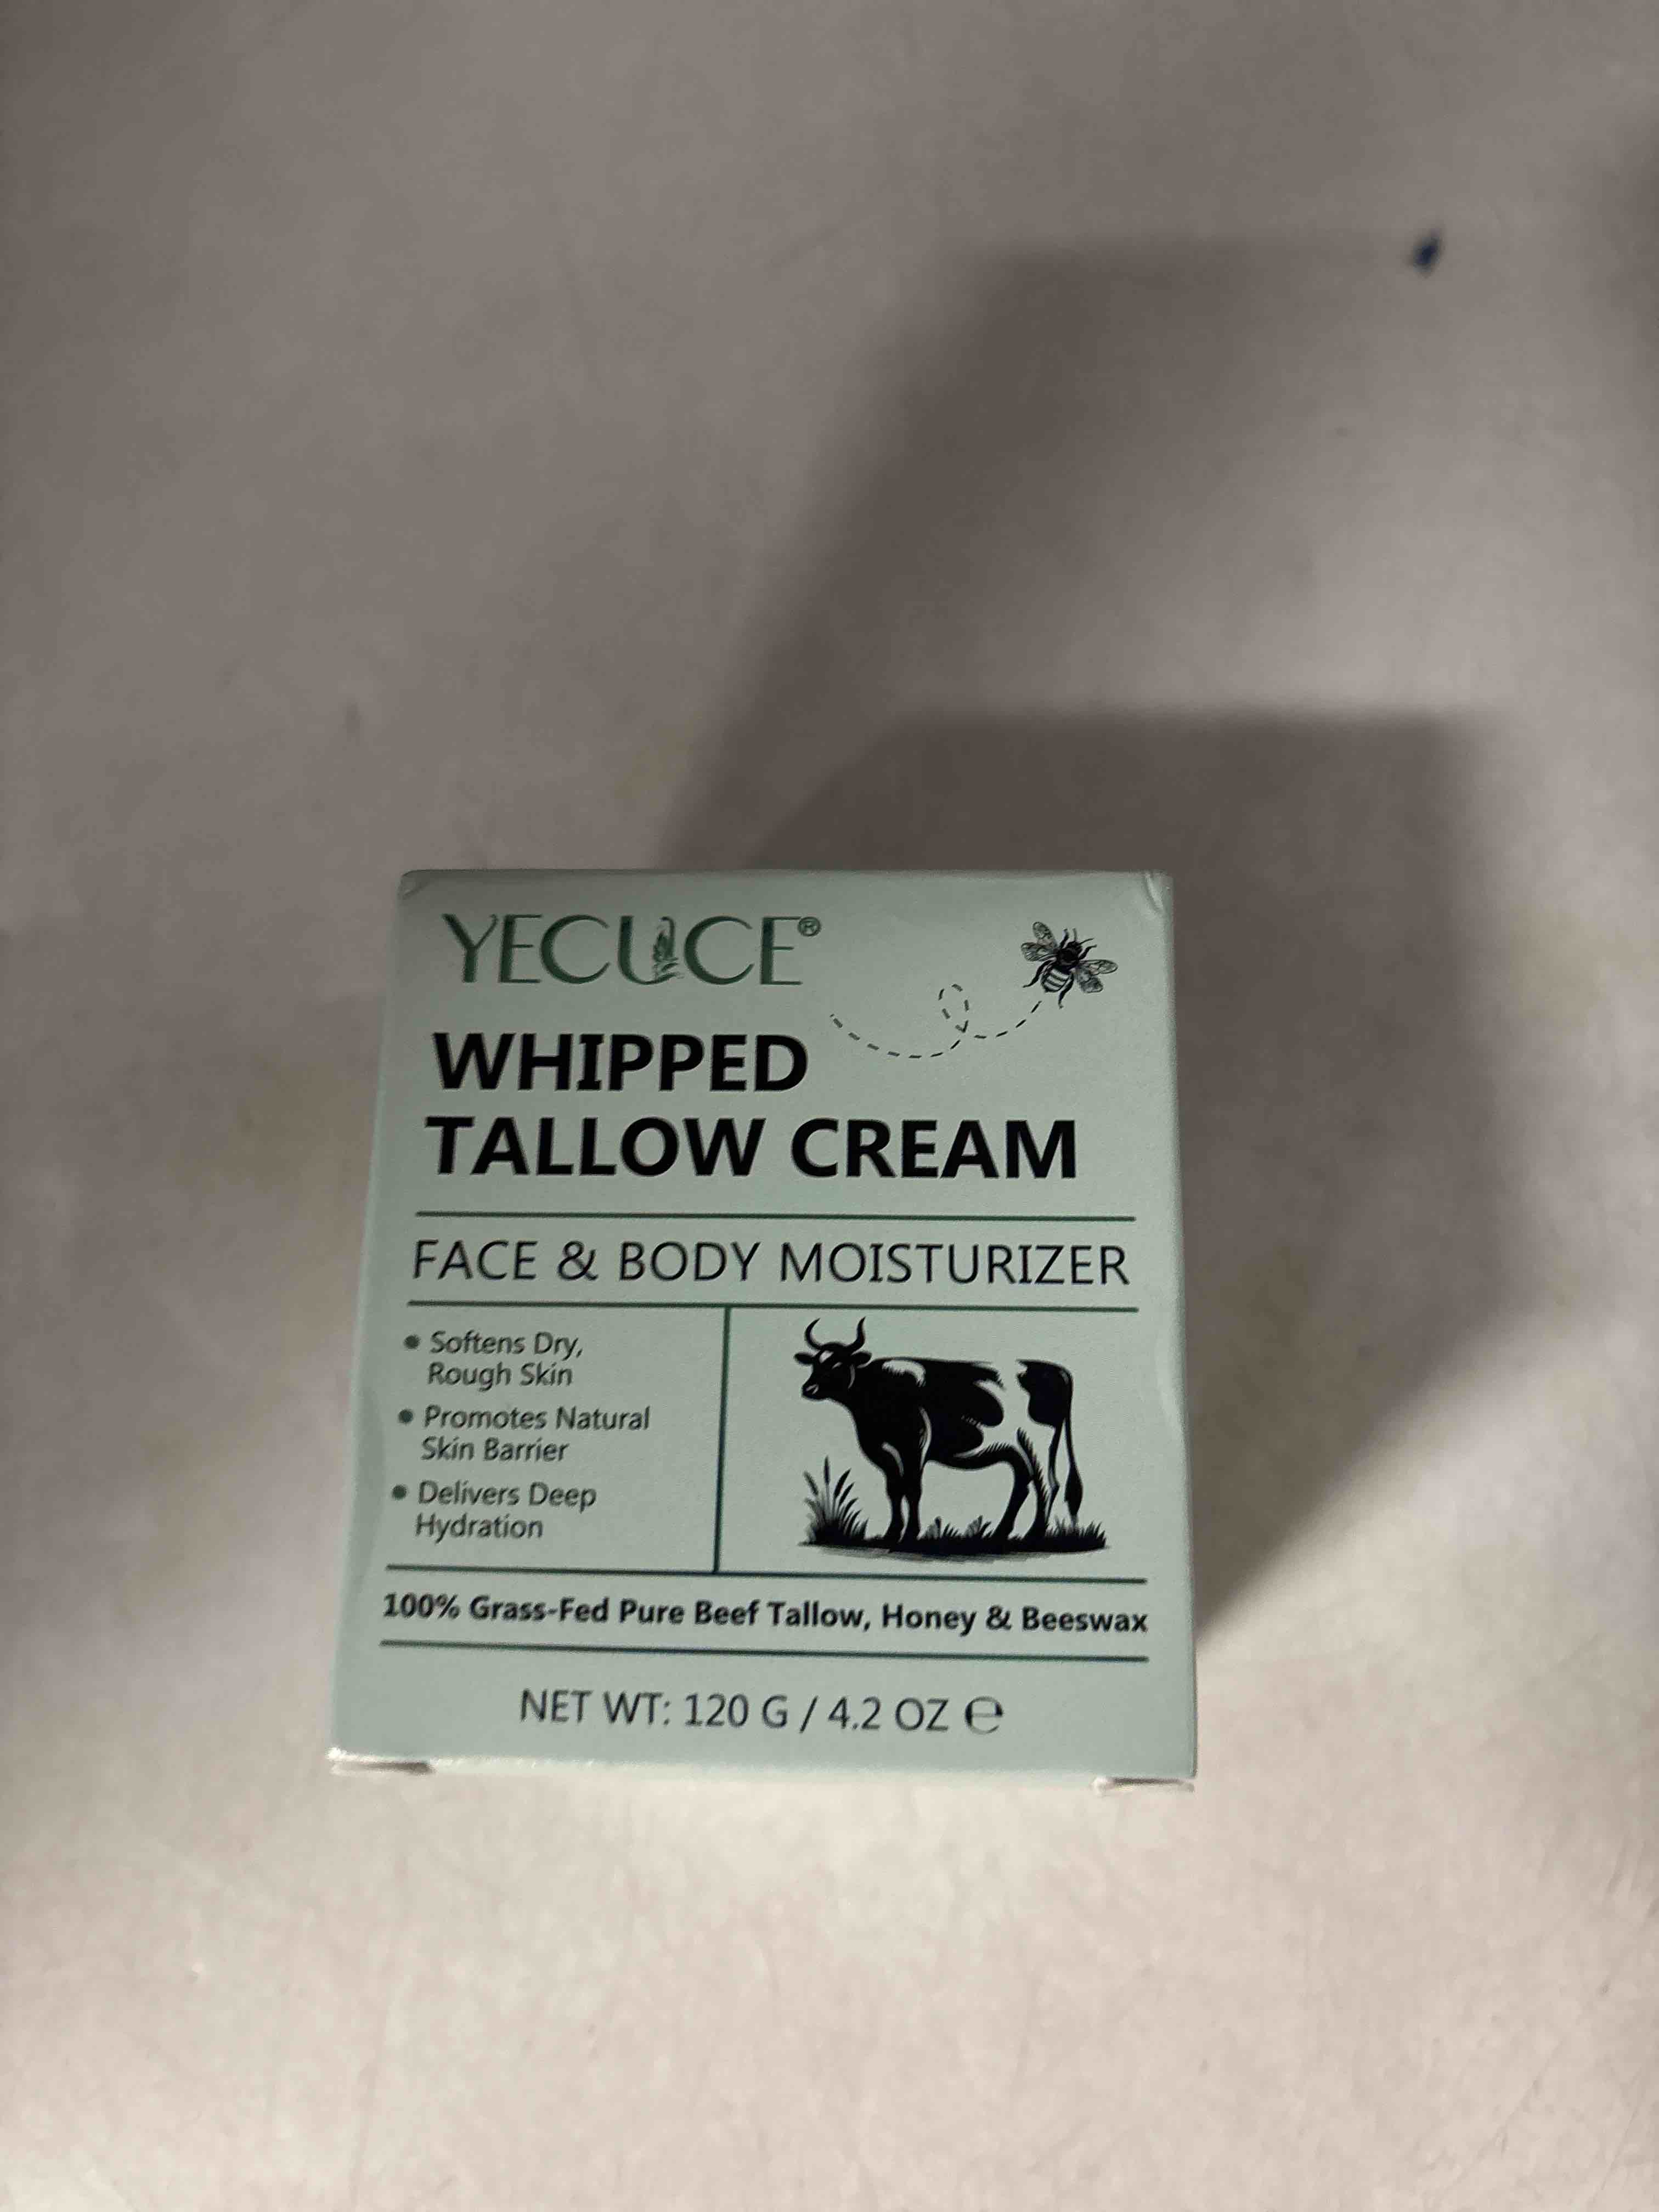 YECUCE®
WHIPPED
TALLOW CREAM
FACE & BODY MOISTURIZER
• Softens Dry,
Rough Skin
• Promotes Natural
Skin Barrier
• Delivers Deep
Hydration
100% Grass-Fed Pure Beef Tallow, Honey & Beeswax
NET WT: 120 G / 4.2 OZ ℮